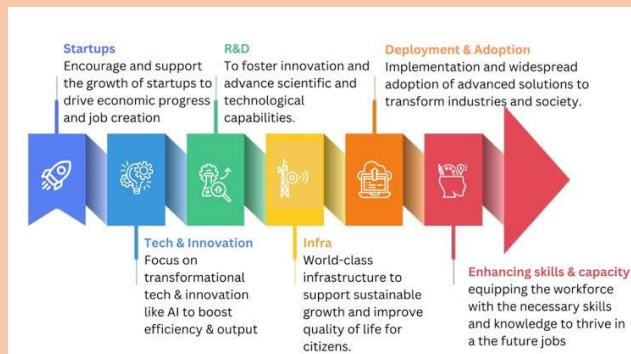 Startups
Encourage and support
the growth of startups to
drive economic progress
and job creation
R&D
To foster innovation and
advance scientific and
technological
capabilities.
Deployment & Adoption
Implementation and widespread
adoption of advanced solutions to
transform industries and society.
Tech & Innovation
Focus on
transformational
tech & innovation
like AI to boost
efficiency & output
Infra
World-class
infrastructure to
support sustainable
growth and improve
quality of life for
citizens.
Enhancing skills & capacity
equipping the workforce
with the necessary skills
and knowledge to thrive in
a the future jobs